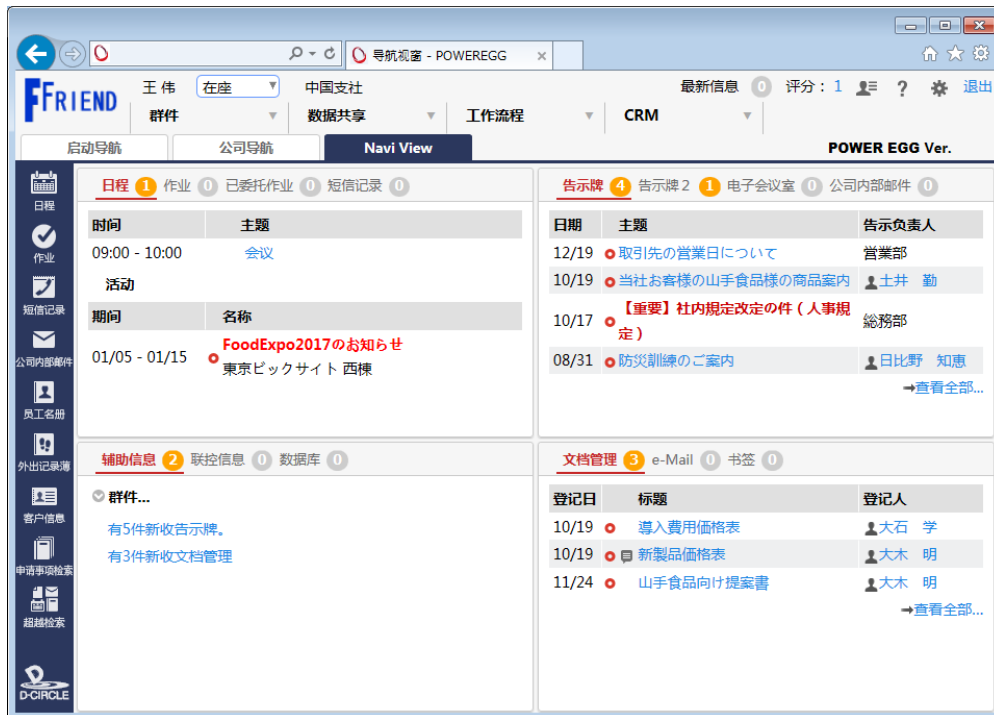 导航视窗 - POWEREGG
FFRIEND 王 伟 在座 中国支社 最新信息 0 评分：1 ? 退出
群件 数据共享 工作流程 CRM
启动导航 公司导航 Navi View POWER EGG Ver.
日程
作业
短信记录
公司内部邮件
员工名册
外出记录簿
客户信息
申请事项检索
超越检索
D-CIRCLE
日程 1 作业 0 已委托作业 0 短信记录 0
时间 主题
09:00 - 10:00 会议
活动
期间 名称
01/05 - 01/15 FoodExpo2017のお知らせ
東京ビックサイト 西棟
告示牌 4 告示牌2 1 电子会议室 0 公司内部邮件 0
日期 主题 告示负责人
12/19 取引先の営業日について 営業部
10/19 当社お客様の山手食品様の商品案内 土井 勤
10/17 【重要】社内規定改定の件（人事規定） 総務部
08/31 防災訓練のご案内 日比野 知恵
➞查看全部...
辅助信息 2 联控信息 0 数据库 0
群件...
有5件新收告示牌。
有3件新收文档管理
文档管理 3 e-Mail 0 书签 0
登记日 标题 登记人
10/19 導入費用価格表 大石 学
10/19 新製品価格表 大木 明
11/24 山手食品向け提案書 大木 明
➞查看全部...